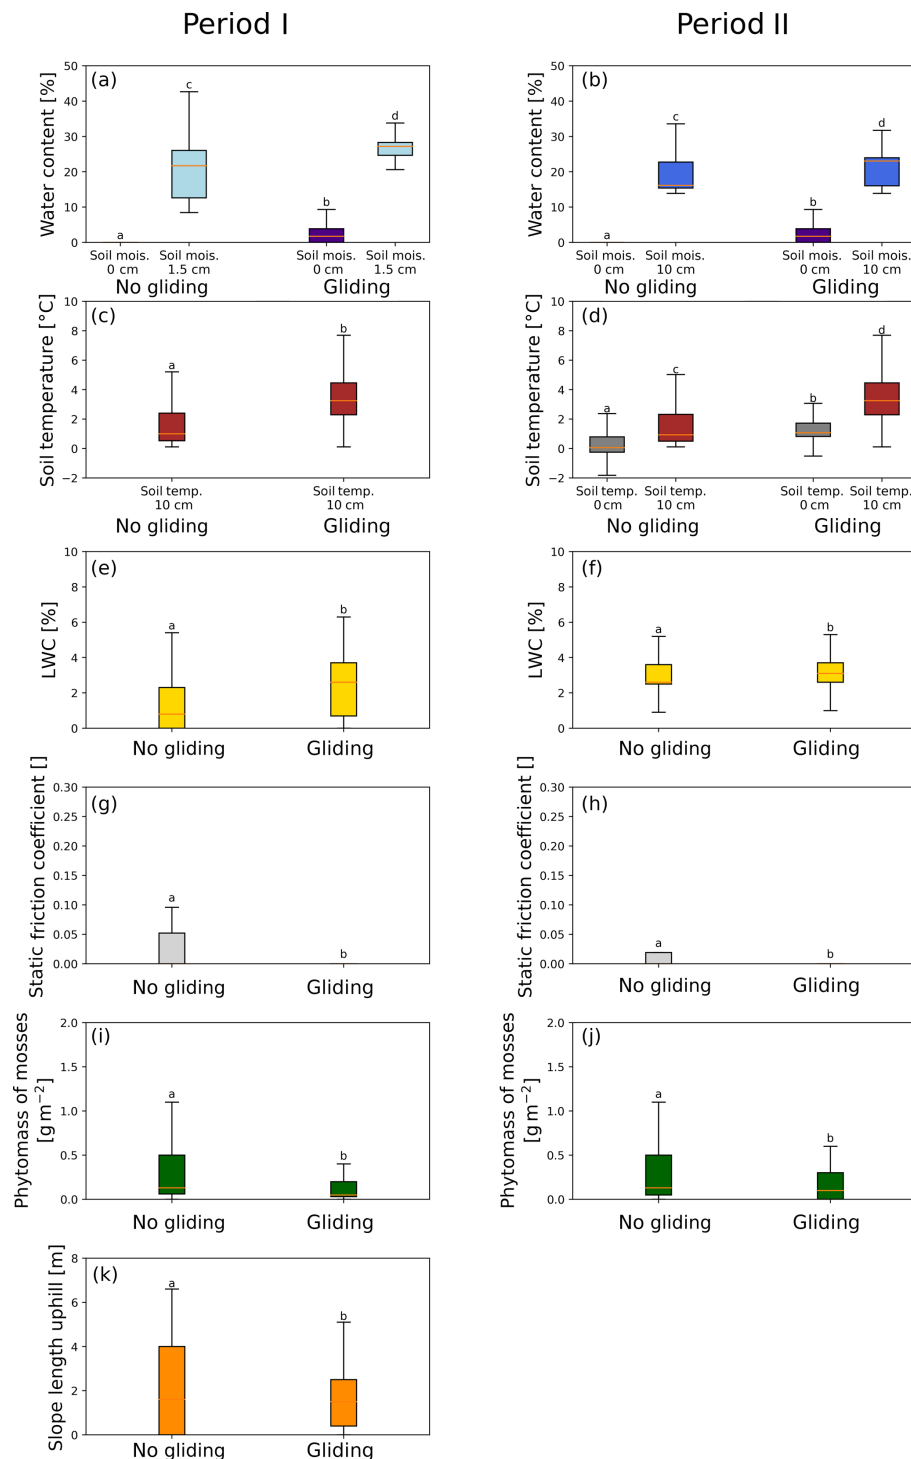 Period I
Period II
(a)
Water content [%]
50
40
30
20
10
0
a
c
b
d
Soil mois.
0 cm
Soil mois.
1.5 cm
Soil mois.
0 cm
Soil mois.
1.5 cm
No gliding
Gliding
(b)
Water content [%]
50
40
30
20
10
0
a
c
b
d
Soil mois.
0 cm
Soil mois.
10 cm
Soil mois.
0 cm
Soil mois.
10 cm
No gliding
Gliding
(c)
Soil temperature [°C]
10
8
6
4
2
0
−2
a
b
Soil temp.
10 cm
Soil temp.
10 cm
No gliding
Gliding
(d)
Soil temperature [°C]
10
8
6
4
2
0
−2
a
c
b
d
Soil temp.
0 cm
Soil temp.
10 cm
Soil temp.
0 cm
Soil temp.
10 cm
No gliding
Gliding
(e)
LWC [%]
10
8
6
4
2
0
a
b
No gliding
Gliding
(f)
LWC [%]
10
8
6
4
2
0
a
b
No gliding
Gliding
(g)
Static friction coefficient []
0.30
0.25
0.20
0.15
0.10
0.05
0.00
a
b
No gliding
Gliding
(h)
Static friction coefficient []
0.30
0.25
0.20
0.15
0.10
0.05
0.00
a
b
No gliding
Gliding
(i)
Phytomass of mosses
[g m−2]
2.0
1.5
1.0
0.5
0.0
a
b
No gliding
Gliding
(j)
Phytomass of mosses
[g m−2]
2.0
1.5
1.0
0.5
0.0
a
b
No gliding
Gliding
(k)
Slope length uphill [m]
8
6
4
2
0
a
b
No gliding
Gliding